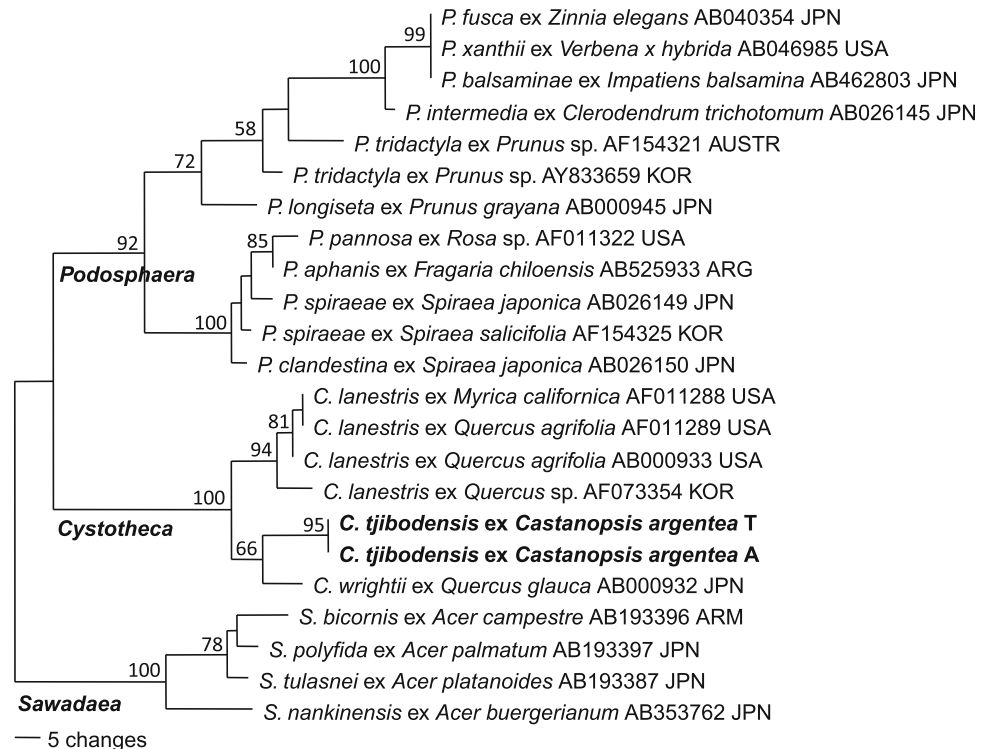 P. fusca ex Zinnia elegans AB040354 JPN
99
P. xanthii ex Verbena x hybrida AB046985 USA
100
P. balsaminae ex Impatiens balsamina AB462803 JPN
P. intermedia ex Clerodendrum trichotomum AB026145 JPN
58
P. tridactyla ex Prunus sp. AF154321 AUSTR
72
P. tridactyla ex Prunus sp. AY833659 KOR
P. longiseta ex Prunus grayana AB000945 JPN
92
85
P. pannosa ex Rosa sp. AF011322 USA
Podosphaera
P. aphanis ex Fragaria chiloensis AB525933 ARG
P. spiraeae ex Spiraea japonica AB026149 JPN
100
P. spiraeae ex Spiraea salicifolia AF154325 KOR
P. clandestina ex Spiraea japonica AB026150 JPN
C. lanestris ex Myrica californica AF011288 USA
81
C. lanestris ex Quercus agrifolia AF011289 USA
94
C. lanestris ex Quercus agrifolia AB000933 USA
100
C. lanestris ex Quercus sp. AF073354 KOR
Cystotheca
95
C. tjibodensis ex Castanopsis argentea T
66
C. tjibodensis ex Castanopsis argentea A
C. wrightii ex Quercus glauca AB000932 JPN
S. bicornis ex Acer campestre AB193396 ARM
78
S. polyfida ex Acer palmatum AB193397 JPN
100
S. tulasnei ex Acer platanoides AB193387 JPN
Sawadaea
S. nankinensis ex Acer buergerianum AB353762 JPN
5 changes